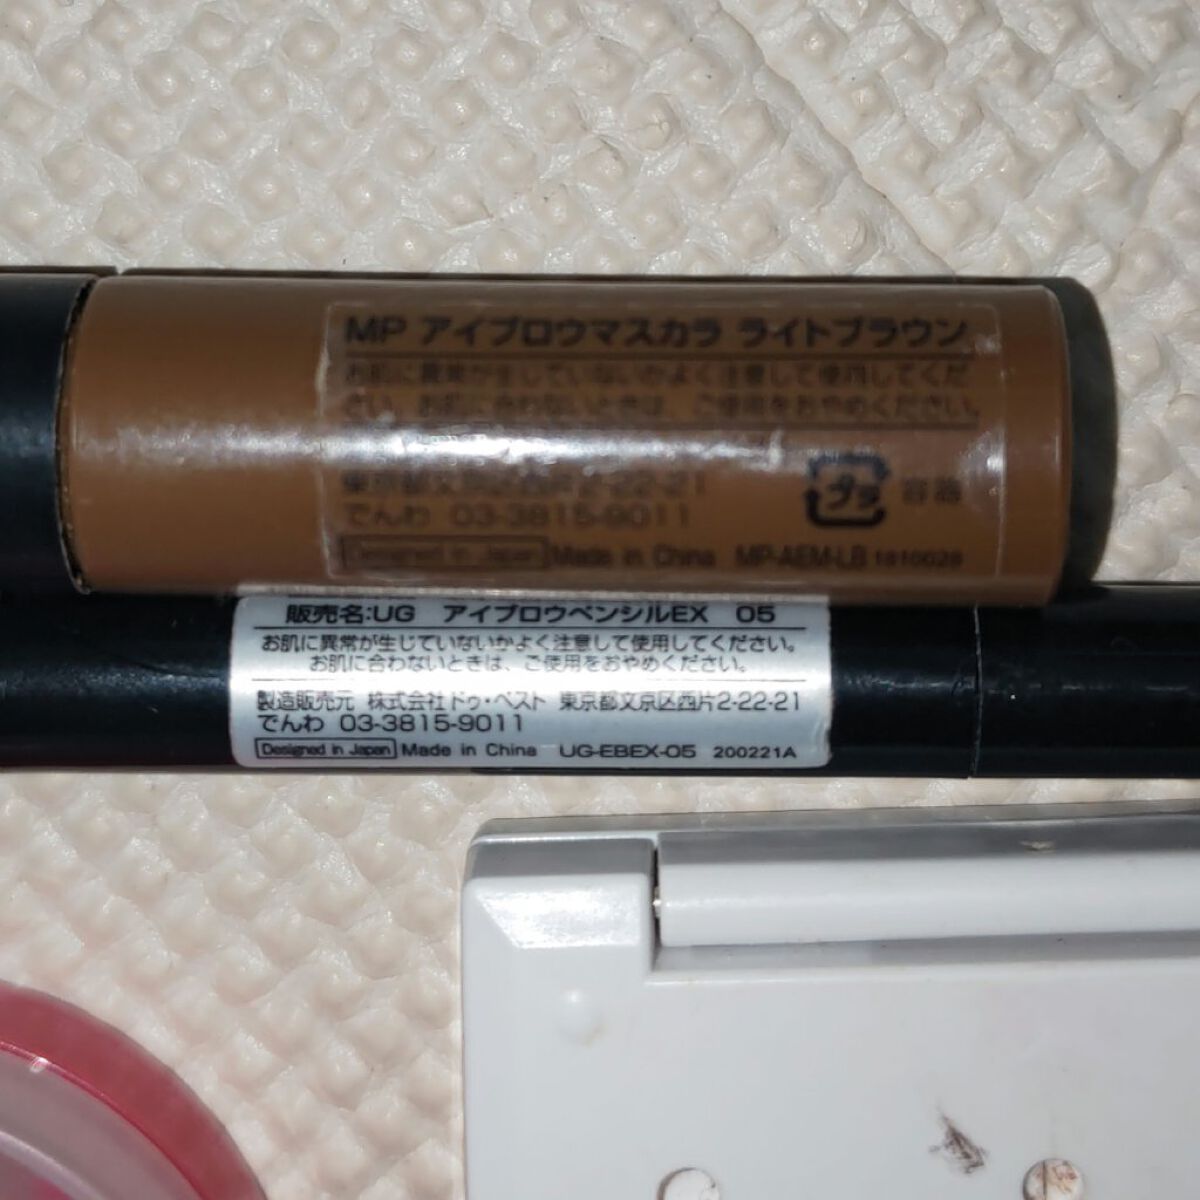 MP アイブロウマスカラ ライトブラウン
お肌に異常が生じていないかよく注意して使用してくだ
さい。お肌に合わないときは、ご使用をおやめください。
東京都文京区西片2-22-21
でんわ 03-3815-9011
プラ 容器
Designed in Japan Made in China MP-AEM-LB 1910029
販売名:UG アイブロウペンシルEX 05
お肌に異常が生じていないかよく注意して使用してください。
お肌に合わないときは、ご使用をおやめください。
製造販売元 株式会社ドゥ・ベスト 東京都文京区西片2-22-21
でんわ 03-3815-9011
Designed in Japan Made in China UG-EBEX-05 200221A